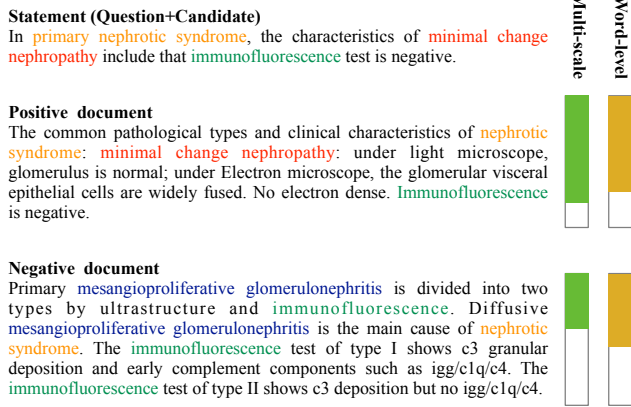 Statement (Question+Candidate)
In primary nephrotic syndrome, the characteristics of minimal change
nephropathy include that immunofluorescence test is negative.
Multi-scale
Word-level
Positive document
The common pathological types and clinical characteristics of nephrotic
syndrome: minimal change nephropathy: under light microscope,
glomerulus is normal; under Electron microscope, the glomerular visceral
epithelial cells are widely fused. No electron dense. Immunofluorescence
is negative.
Negative document
Primary mesangioproliferative glomerulonephritis is divided into two
types by ultrastructure and immunofluorescence. Diffusive
mesangioproliferative glomerulonephritis is the main cause of nephrotic
syndrome. The immunofluorescence test of type I shows c3 granular
deposition and early complement components such as igg/c1q/c4. The
immunofluorescence test of type II shows c3 deposition but no igg/c1q/c4.